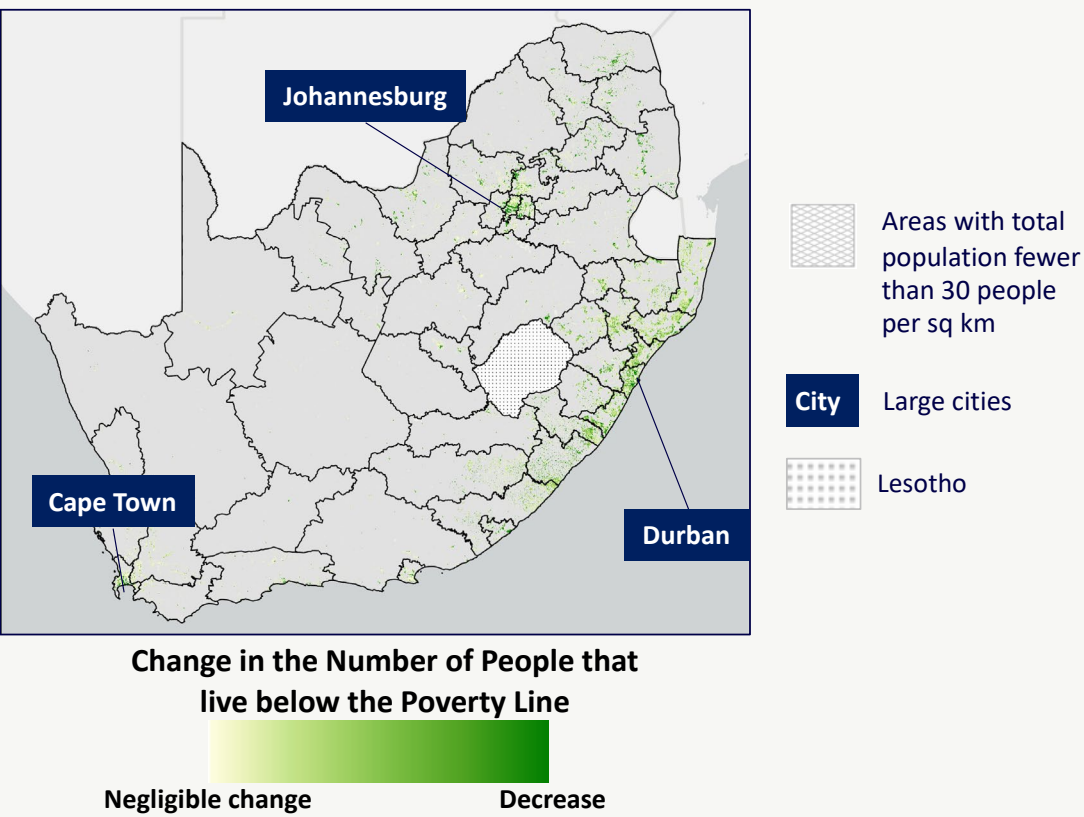 Johannesburg
Cape Town
Durban
Areas with total
population fewer
than 30 people
per sq km
City
Large cities
Lesotho
Change in the Number of People that
live below the Poverty Line
Negligible change
Decrease